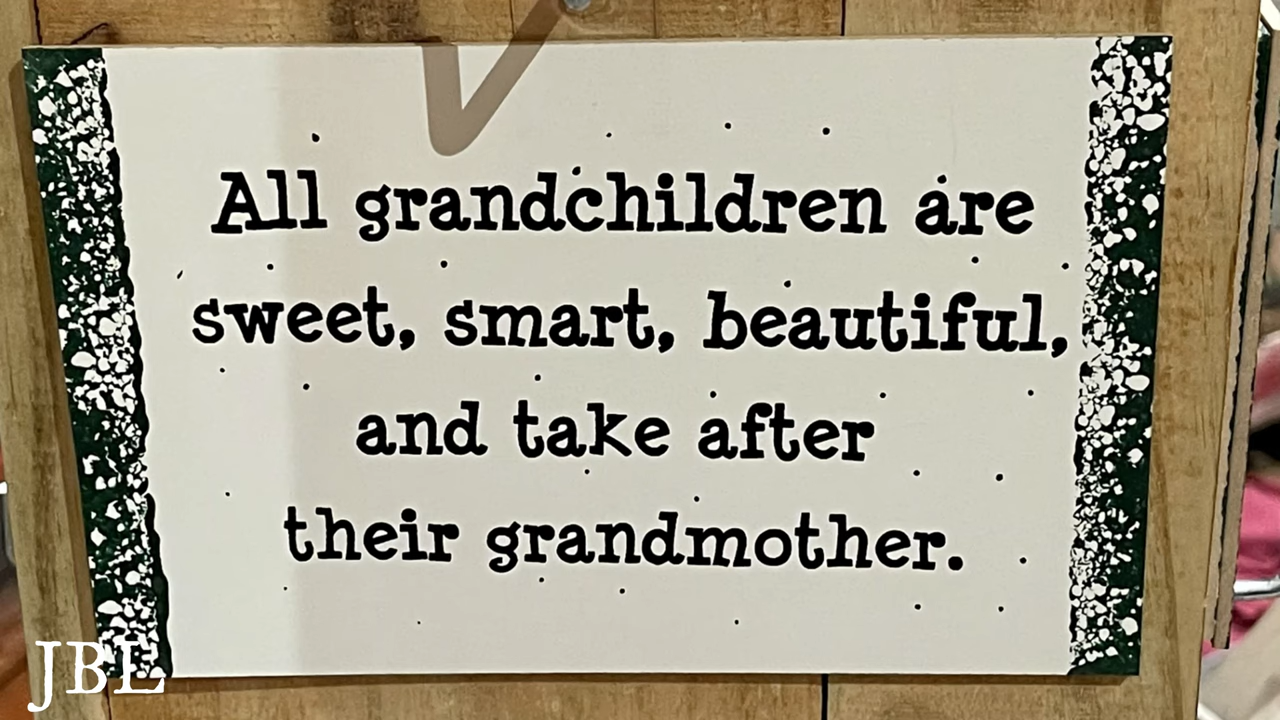 All grandchildren are
sweet, smart, beautiful,
and take after
their grandmother.
JBL